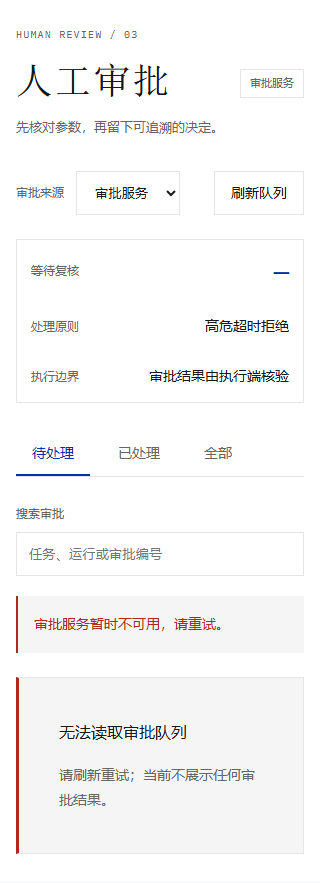 HUMAN REVIEW / 03
人工审批
审批服务
先核对参数，再留下可追溯的决定。
审批来源
审批服务
刷新队列
等待复核
—
处理原则
高危超时拒绝
执行边界
审批结果由执行端核验
待处理
已处理
全部
搜索审批
任务、运行或审批编号
审批服务暂时不可用，请重试。
无法读取审批队列
请刷新重试；当前不展示任何审
批结果。